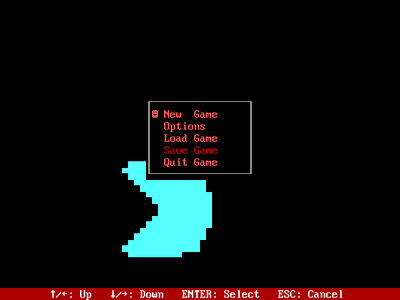 New Game
Options
Load Game
Save Game
Quit Game
↑/←: Up ↓/→: Down ENTER: Select ESC: Cancel